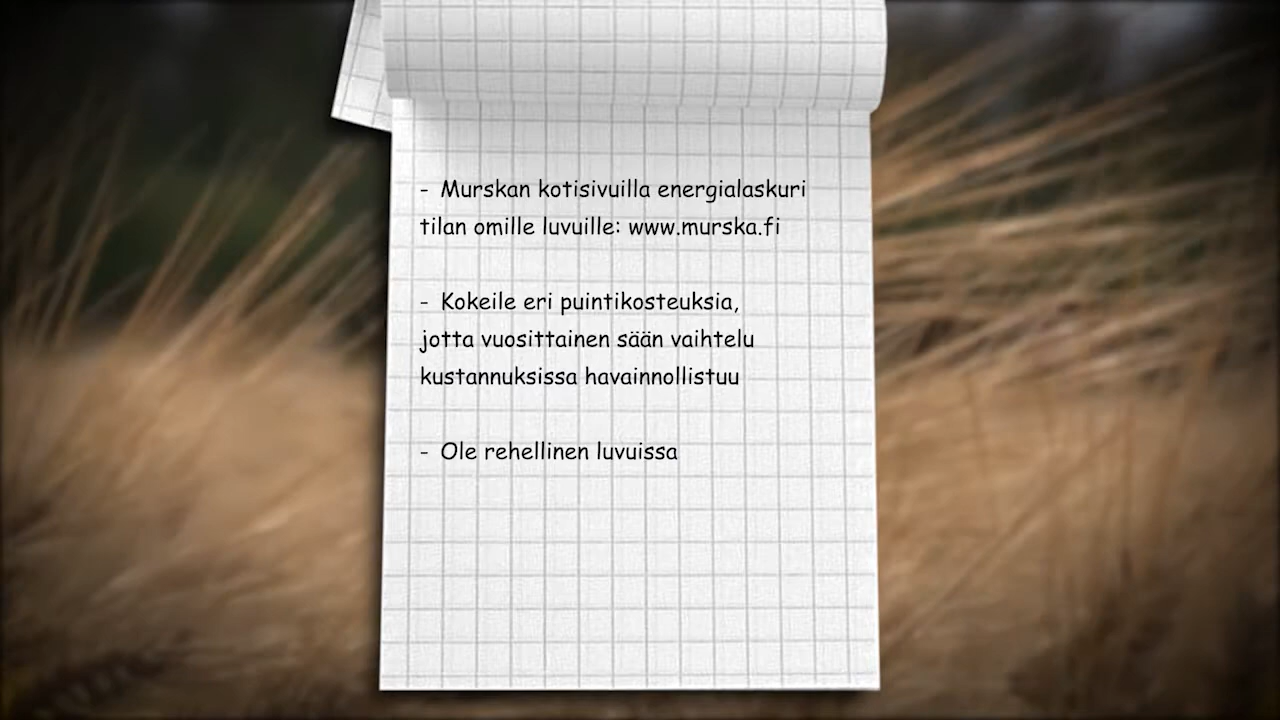 - Murskan kotisivuilla energialaskuri
tilan omille luvuille: www.murska.fi
- Kokeile eri puintikosteuksia,
jotta vuosittainen sään vaihtelu
kustannuksissa havainnollistuu
- Ole rehellinen luvuissa